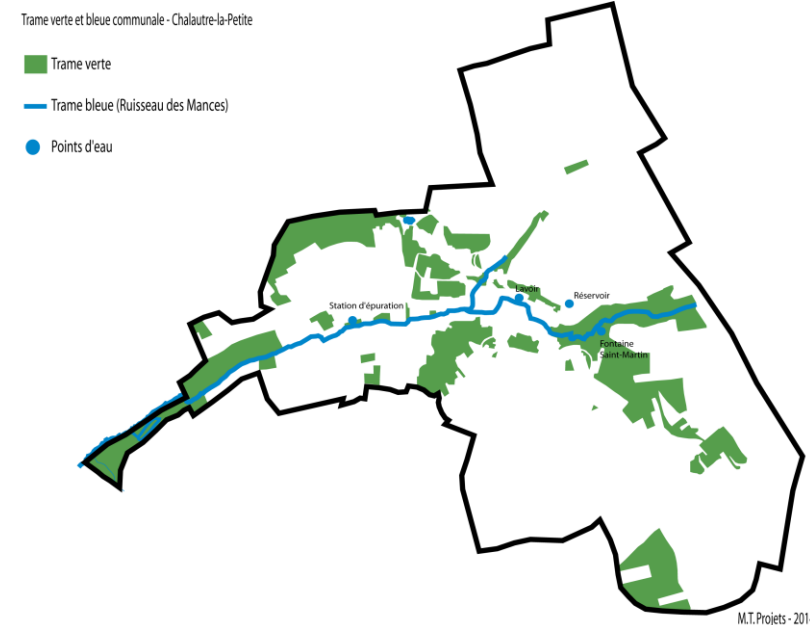 Trame verte et bleue communale - Chalautre-la-Petite
Trame verte
Trame bleue (Ruisseau des Mances)
Points d'eau
Lavoir
Réservoir
Station d'épuration
Fontaine
Saint-Martin
M.T.Projets - 201